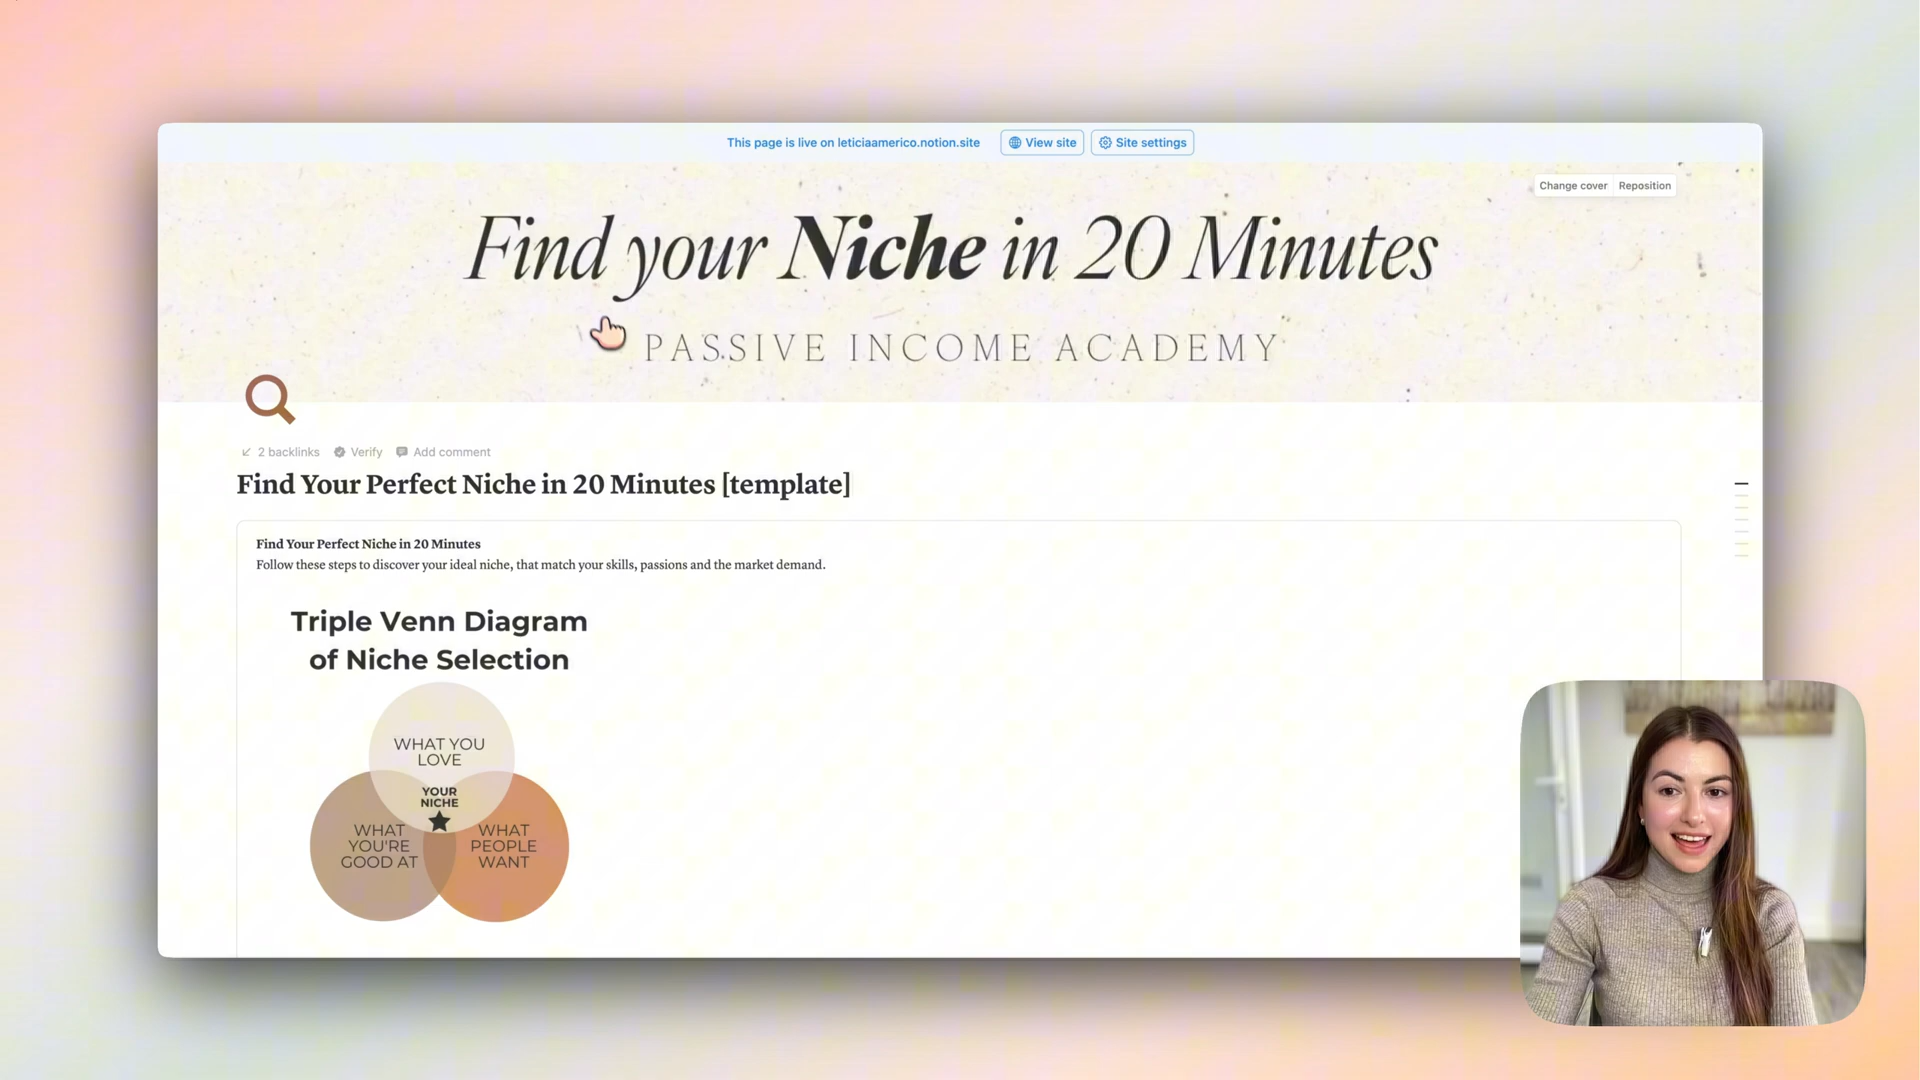 This page is live on leticiaamerico.notion.site View site Site settings
Change cover Reposition
Find your Niche in 20 Minutes
PASSIVE INCOME ACADEMY
2 backlinks Verify Add comment
Find Your Perfect Niche in 20 Minutes [template]
Find Your Perfect Niche in 20 Minutes
Follow these steps to discover your ideal niche, that match your skills, passions and the market demand.
Triple Venn Diagram
of Niche Selection
WHAT YOU
LOVE
YOUR
NICHE
WHAT
YOU'RE
GOOD AT
WHAT
PEOPLE
WANT